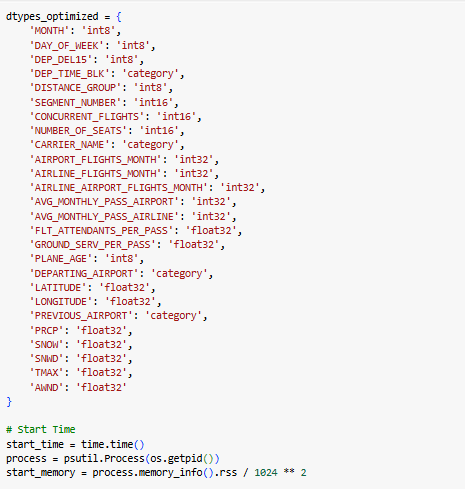 dtypes_optimized = {
    'MONTH': 'int8',
    'DAY_OF_WEEK': 'int8',
    'DEP_DEL15': 'int8',
    'DEP_TIME_BLK': 'category',
    'DISTANCE_GROUP': 'int8',
    'SEGMENT_NUMBER': 'int16',
    'CONCURRENT_FLIGHTS': 'int16',
    'NUMBER_OF_SEATS': 'int16',
    'CARRIER_NAME': 'category',
    'AIRPORT_FLIGHTS_MONTH': 'int32',
    'AIRLINE_FLIGHTS_MONTH': 'int32',
    'AIRLINE_AIRPORT_FLIGHTS_MONTH': 'int32',
    'AVG_MONTHLY_PASS_AIRPORT': 'int32',
    'AVG_MONTHLY_PASS_AIRLINE': 'int32',
    'FLT_ATTENDANTS_PER_PASS': 'float32',
    'GROUND_SERV_PER_PASS': 'float32',
    'PLANE_AGE': 'int8',
    'DEPARTING_AIRPORT': 'category',
    'LATITUDE': 'float32',
    'LONGITUDE': 'float32',
    'PREVIOUS_AIRPORT': 'category',
    'PRCP': 'float32',
    'SNOW': 'float32',
    'SNWD': 'float32',
    'TMAX': 'float32',
    'AWND': 'float32'
}
# Start Time
start_time = time.time()
process = psutil.Process(os.getpid())
start_memory = process.memory_info().rss / 1024 ** 2